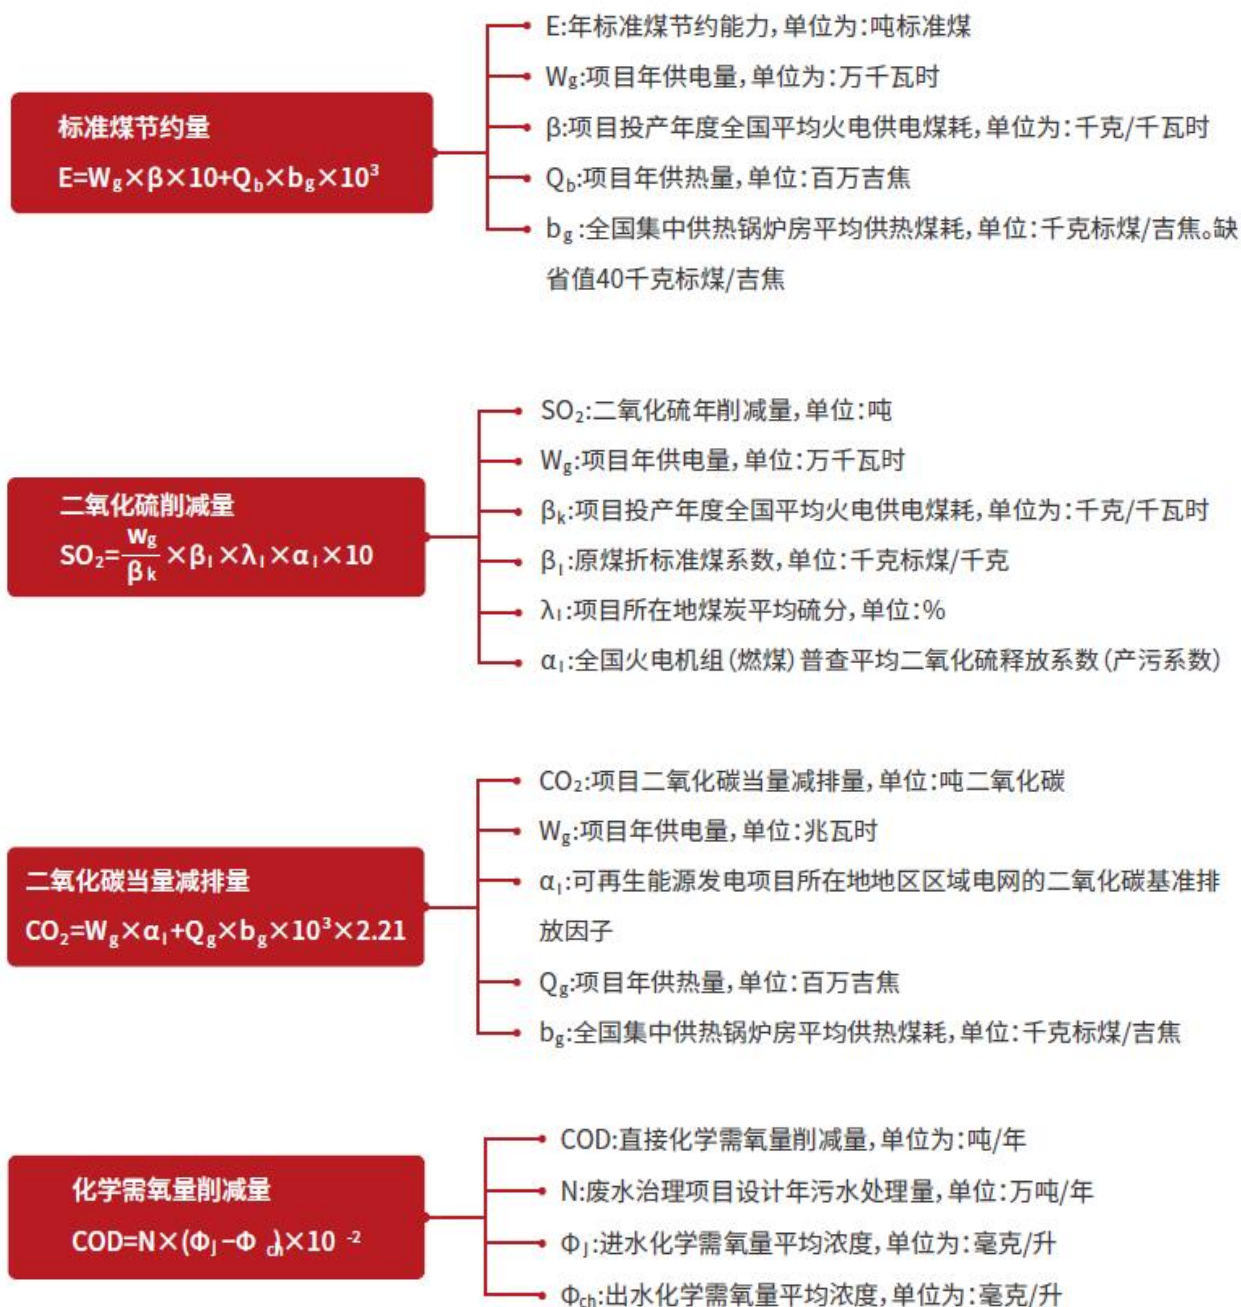 标准煤节约量
E=Wg×β×10+Qb×bg×10³
E:年标准煤节约能力,单位为:吨标准煤
Wg:项目年供电量,单位为:万千瓦时
β:项目投产年度全国平均火电供电煤耗,单位为:千克/千瓦时
Qb:项目年供热量,单位:百万吉焦
bg:全国集中供热锅炉房平均供热煤耗,单位:千克标煤/吉焦。缺
省值40千克标煤/吉焦
二氧化硫削减量
SO₂=Wg/βk×βl×λl×αl×10
SO₂:二氧化硫年削减量,单位:吨
Wg:项目年供电量,单位:万千瓦时
βk:项目投产年度全国平均火电供电煤耗,单位为:千克/千瓦时
βl:原煤折标准煤系数,单位:千克标煤/千克
λl:项目所在地煤炭平均硫分,单位:%
αl:全国火电机组(燃煤)普查平均二氧化硫释放系数(产污系数)
二氧化碳当量减排量
CO₂=Wg×αl+Qg×bg×10³×2.21
CO₂:项目二氧化碳当量减排量,单位:吨二氧化碳
Wg:项目年供电量,单位:兆瓦时
αl:可再生能源发电项目所在地地区区域电网的二氧化碳基准排
放因子
Qg:项目年供热量,单位:百万吉焦
bg:全国集中供热锅炉房平均供热煤耗,单位:千克标煤/吉焦
化学需氧量削减量
COD=N×(ΦJ−Φch)×10⁻²
COD:直接化学需氧量削减量,单位为:吨/年
N:废水治理项目设计年污水处理量,单位:万吨/年
ΦJ:进水化学需氧量平均浓度,单位为:毫克/升
Φch:出水化学需氧量平均浓度,单位为:毫克/升